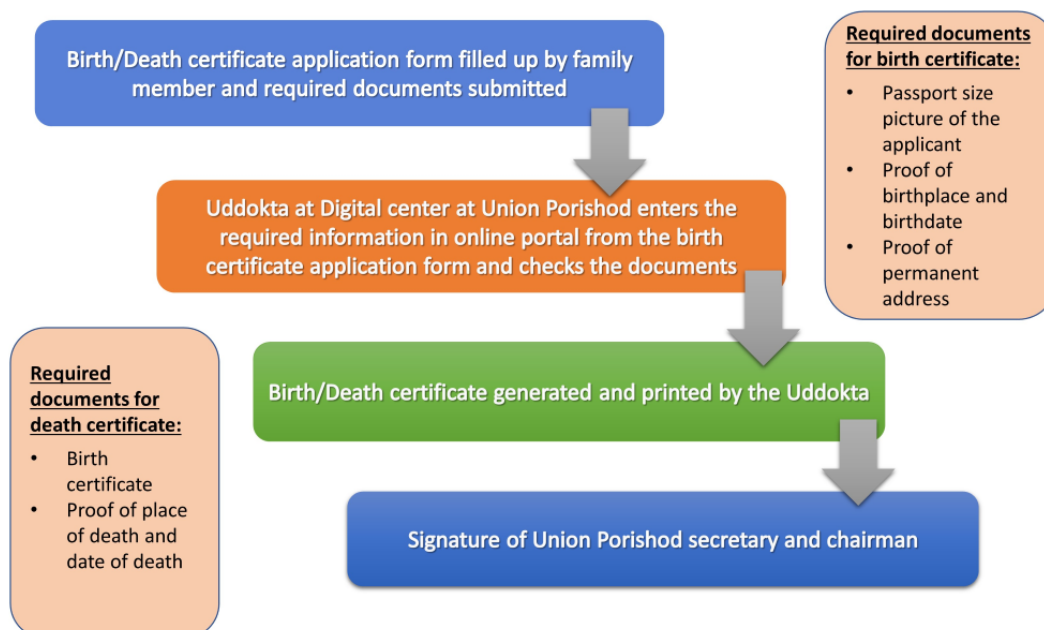 Birth/Death certificate application form filled up by family
member and required documents submitted
Required documents
for birth certificate:
• Passport size
picture of the
applicant
• Proof of
birthplace and
birthdate
• Proof of
permanent
address
Uddokta at Digital center at Union Porishod enters the
required information in online portal from the birth
certificate application form and checks the documents
Birth/Death certificate generated and printed by the Uddokta
Required
documents for
death certificate:
• Birth
certificate
• Proof of place
of death and
date of death
Signature of Union Porishod secretary and chairman